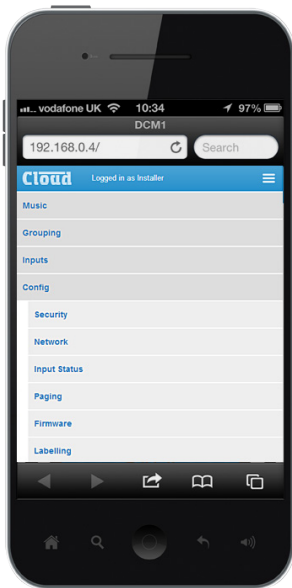 vodafone UK 10:34 97%
DCM1
192.168.0.4/ Search
Cloud Logged in as Installer
Music
Grouping
Inputs
Config
Security
Network
Input Status
Paging
Firmware
Labelling